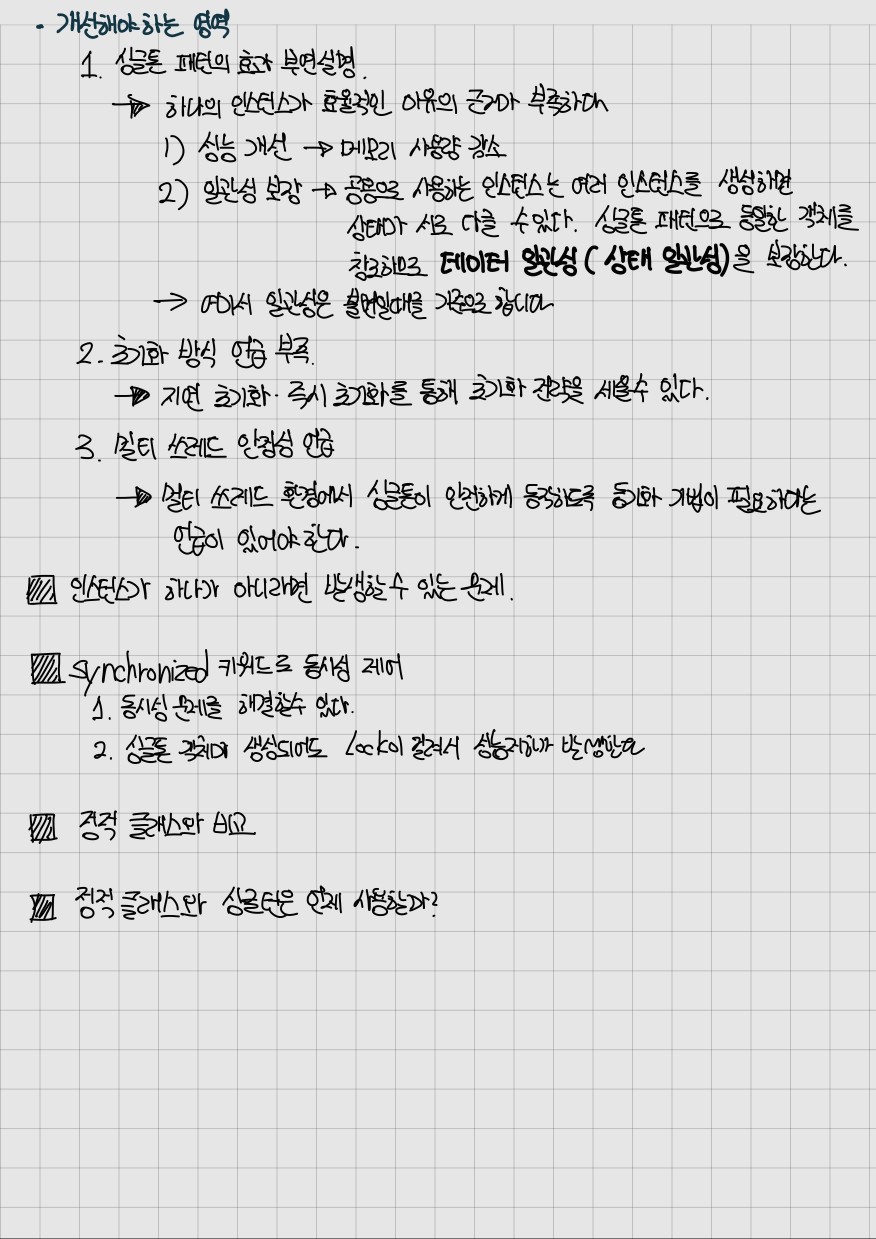 · 개선해야하는 영역
1. 싱글톤 패턴의 효과 부연설명.
→ 하나의 인스턴스가 효율적인 이유의 근거가 부족하다
1) 성능 개선 → 메모리 사용량 감소
2) 일관성 보장 → 공용으로 사용하는 인스턴스는 여러 인스턴스를 생성하면
상태가 서로 다를 수있다. 싱글톤 패턴으로 동일한 객체를
참조하므로 데이터 일관성 ( 상태 일관성)을 보장한다.
→ 여기서 일관성은 불변일때를 기준으로 합니다
2. 초기화 방식 언급 부족.
→ 지연 초기화 · 즉시 초기화를 통해 초기화 전략을 세울수 있다.
3. 멀티 쓰레드 안정성 언급
→ 멀티 쓰레드 환경에서 싱글톤이 안전하게 동작하도록 동기화 기법이 필요하다는
언급이 있어야 한다.
인스턴스가 하나가 아니라면 발생할 수 있는 문제.
synchronized 키워드로 동시성 제어
1. 동시성 문제를 해결할수 있다.
2. 싱글톤 객체가 생성되어도 Lock이 걸려서 성능저하가 발생한다
정적 클래스와 비교
정적 클래스와 싱글턴은 언제 사용할까?